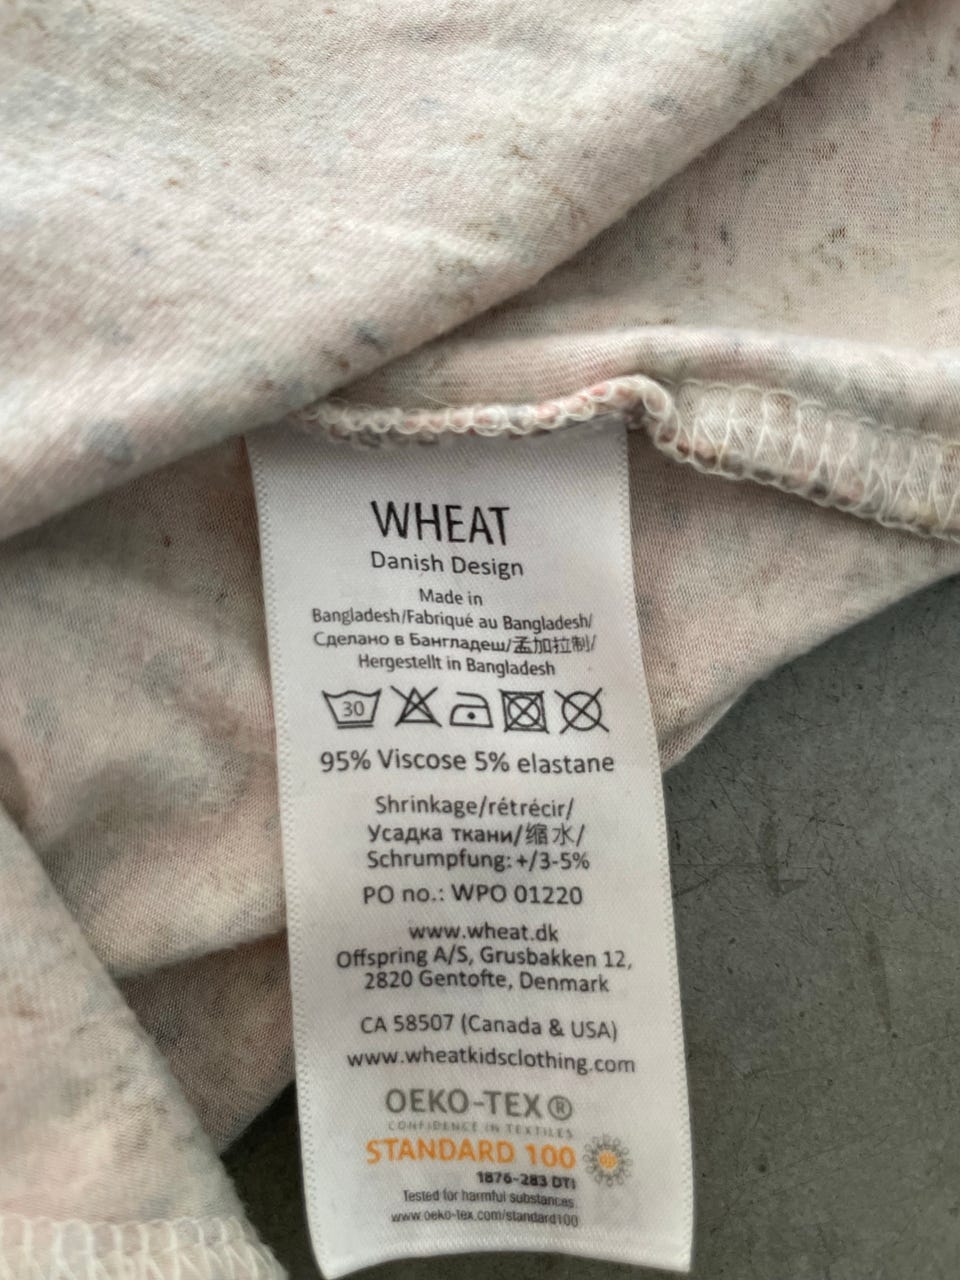 WHEAT
Danish Design
Made in
Bangladesh/Fabriqué au Bangladesh/
Сделано в Бангладеш/孟加拉制/
Hergestellt in Bangladesh
30
95% Viscose 5% elastane
Shrinkage/rétrécir/
Усадка ткани/缩水/
Schrumpfung: +/3-5%
PO no.: WPO 01220
www.wheat.dk
Offspring A/S, Grusbakken 12,
2820 Gentofte, Denmark
CA 58507 (Canada & USA)
www.wheatkidsclothing.com
OEKO-TEX®
CONFIDENCE IN TEXTILES
STANDARD 100
1876-283 DTI
Tested for harmful substances.
www.oeko-tex.com/standard100